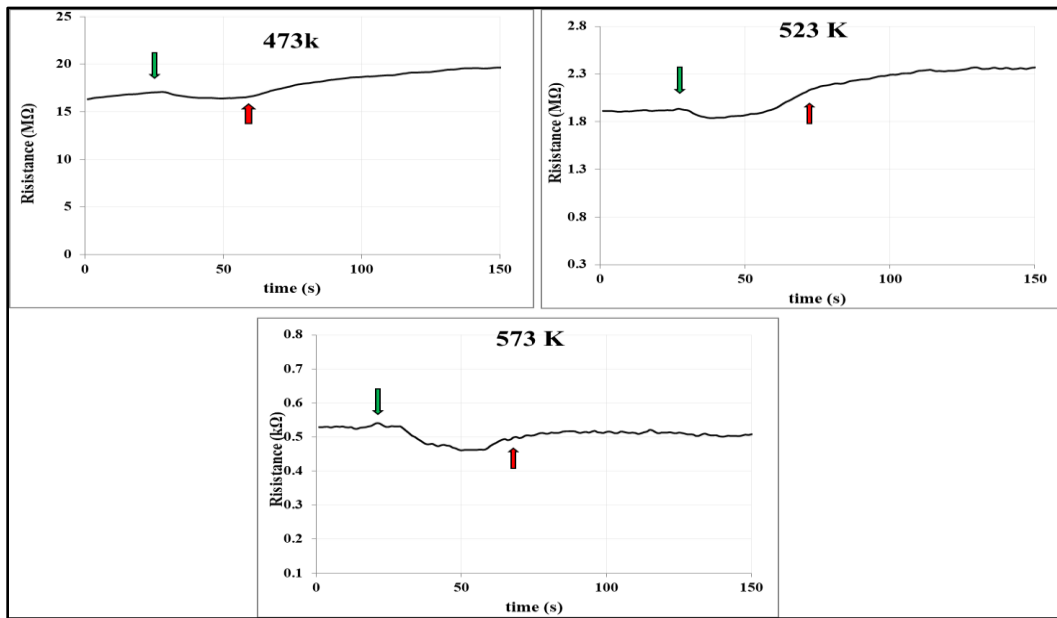 473k
Risistance (MΩ)
25
20
15
10
5
0
0 50 100 150
time (s)
523 K
Risistance (MΩ)
2.8
2.3
1.8
1.3
0.8
0.3
0 50 100 150
time (s)
573 K
Risistance (kΩ)
0.8
0.7
0.6
0.5
0.4
0.3
0.2
0.1
0 50 100 150
time (s)